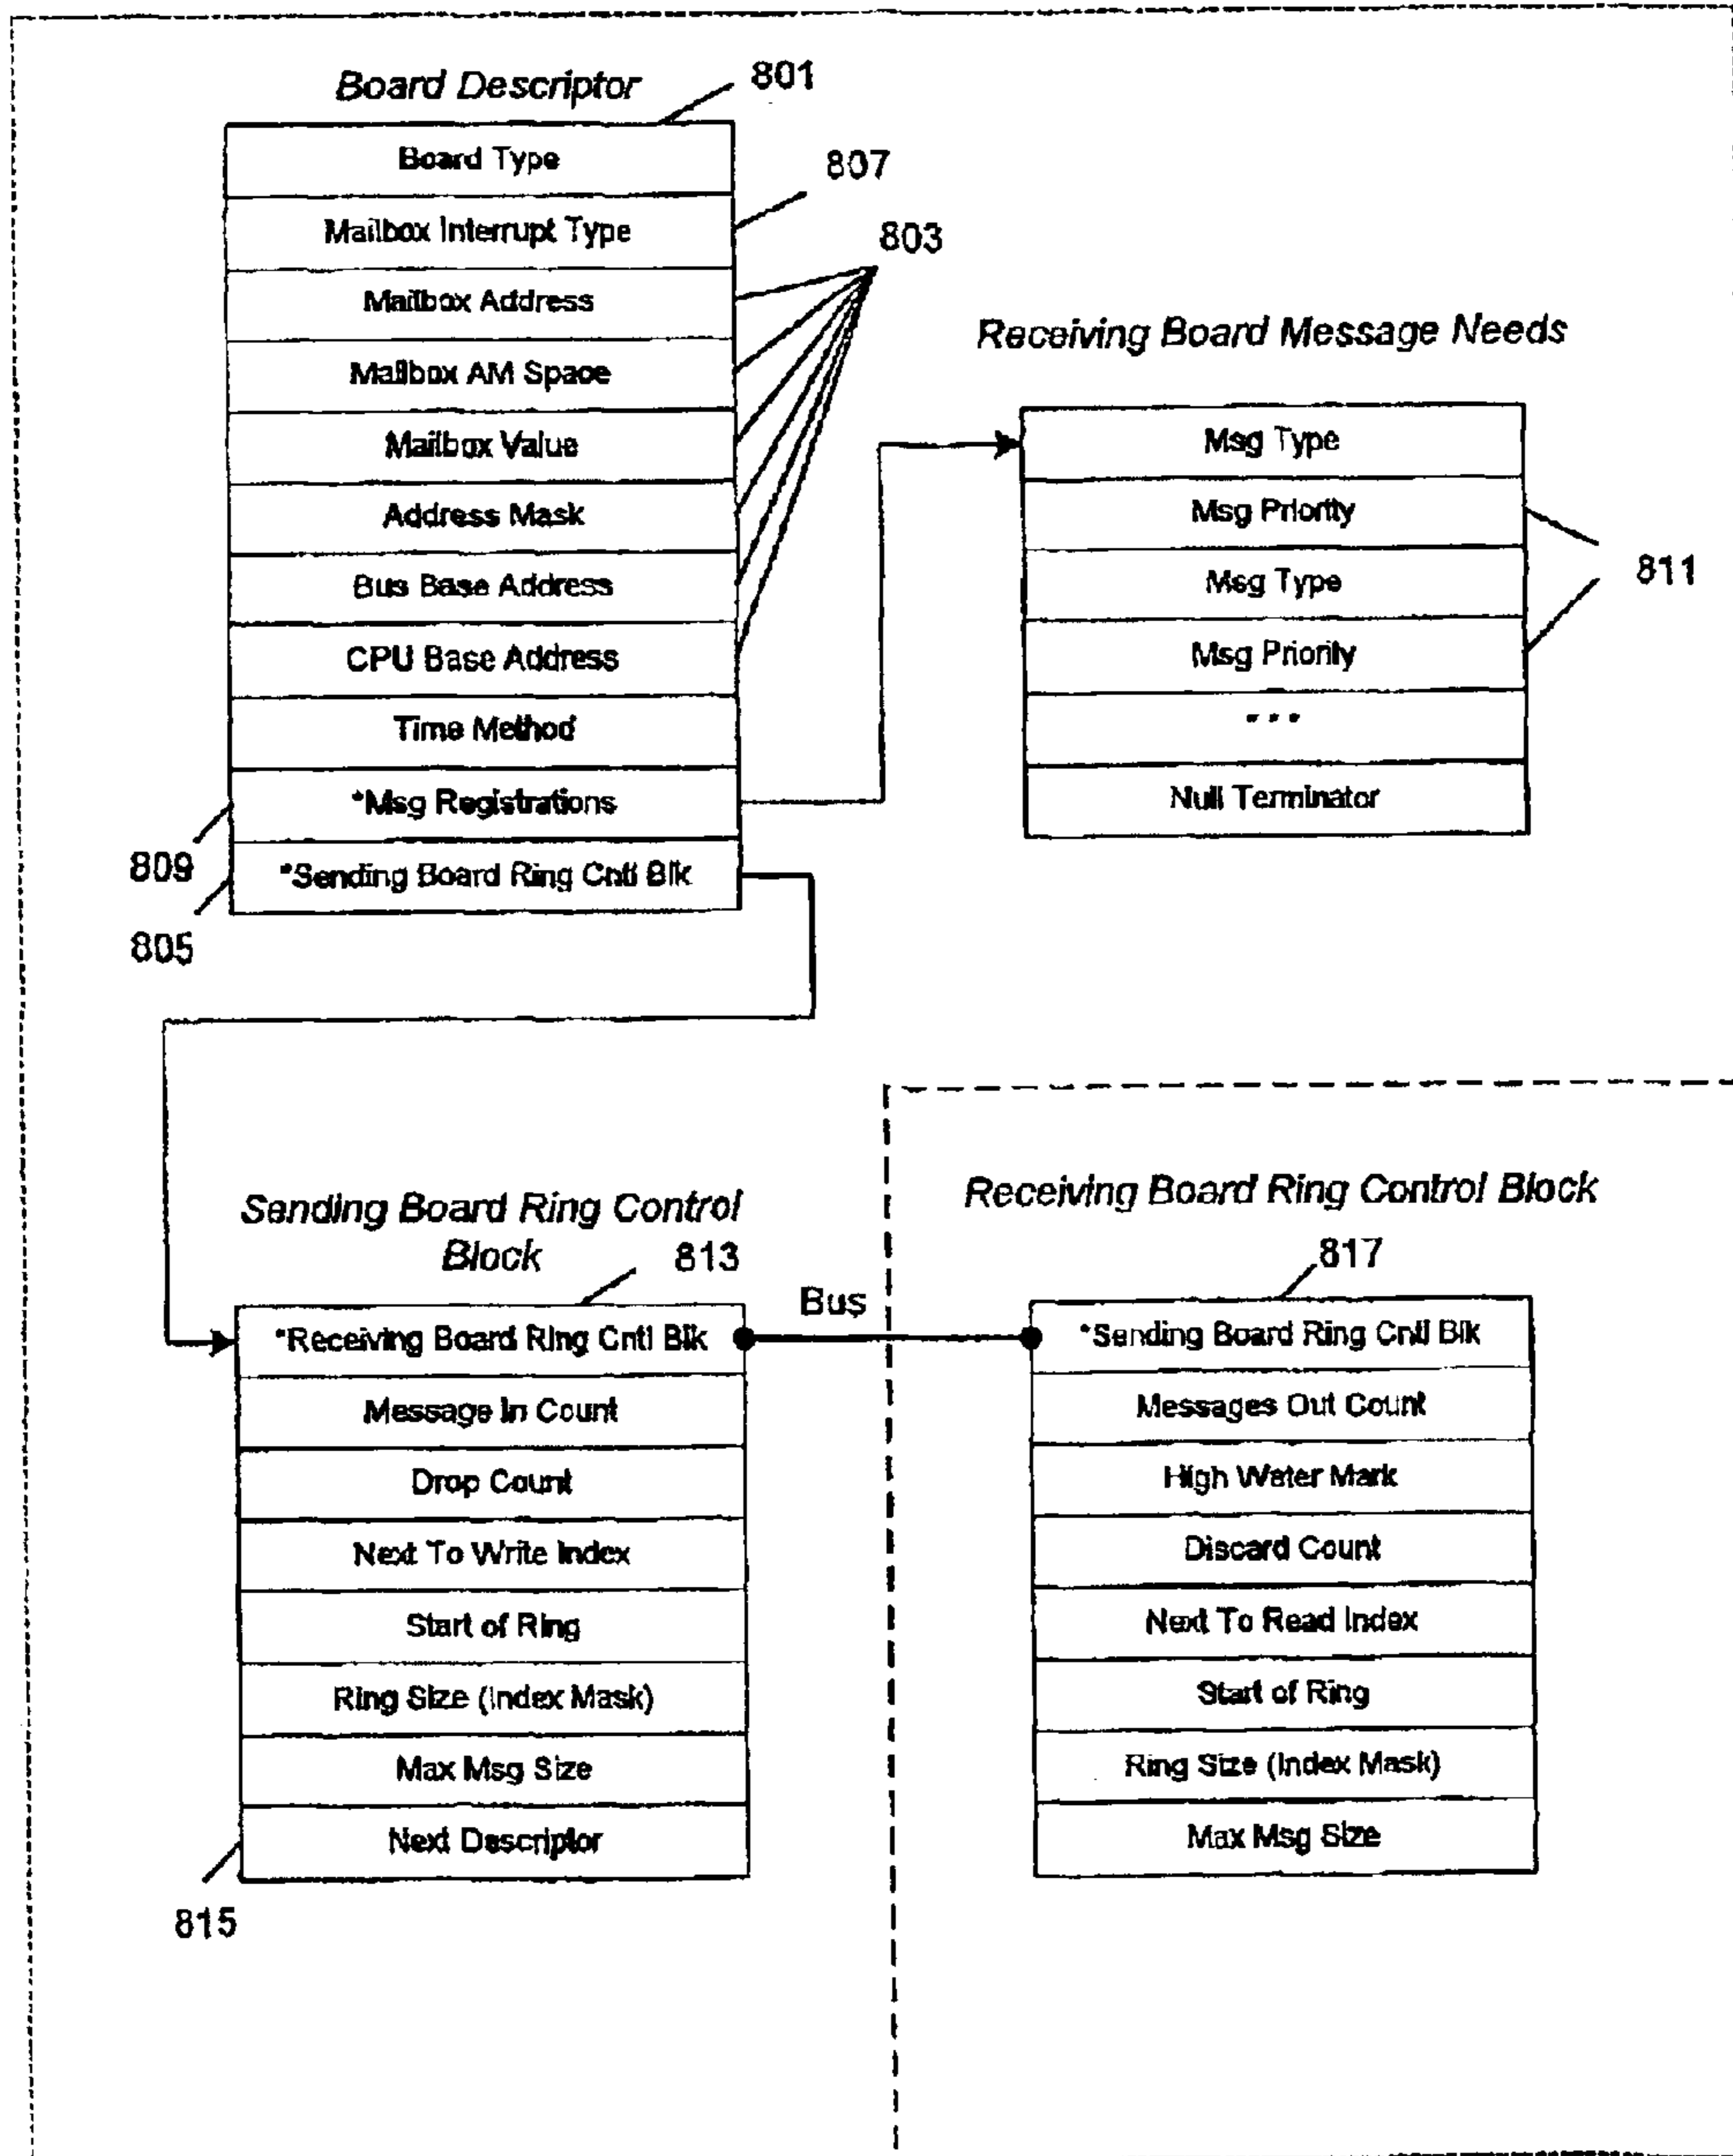 Board Descriptor
801
Board Type
807
Mailbox Interrupt Type
803
Mailbox Address
Mailbox AM Space
Mailbox Value
Address Mask
Bus Base Address
CPU Base Address
Time Method
*Msg Registrations
809
*Sending Board Ring Cntl Blk
805
Receiving Board Message Needs
Msg Type
Msg Priority
811
Msg Type
Msg Priority
...
Null Terminator
Sending Board Ring Control
Block
813
*Receiving Board Ring Cntl Blk
Message In Count
Drop Count
Next To Write Index
Start of Ring
Ring Size (Index Mask)
Max Msg Size
Next Descriptor
815
Bus
Receiving Board Ring Control Block
817
*Sending Board Ring Cntl Blk
Messages Out Count
High Water Mark
Discard Count
Next To Read Index
Start of Ring
Ring Size (Index Mask)
Max Msg Size